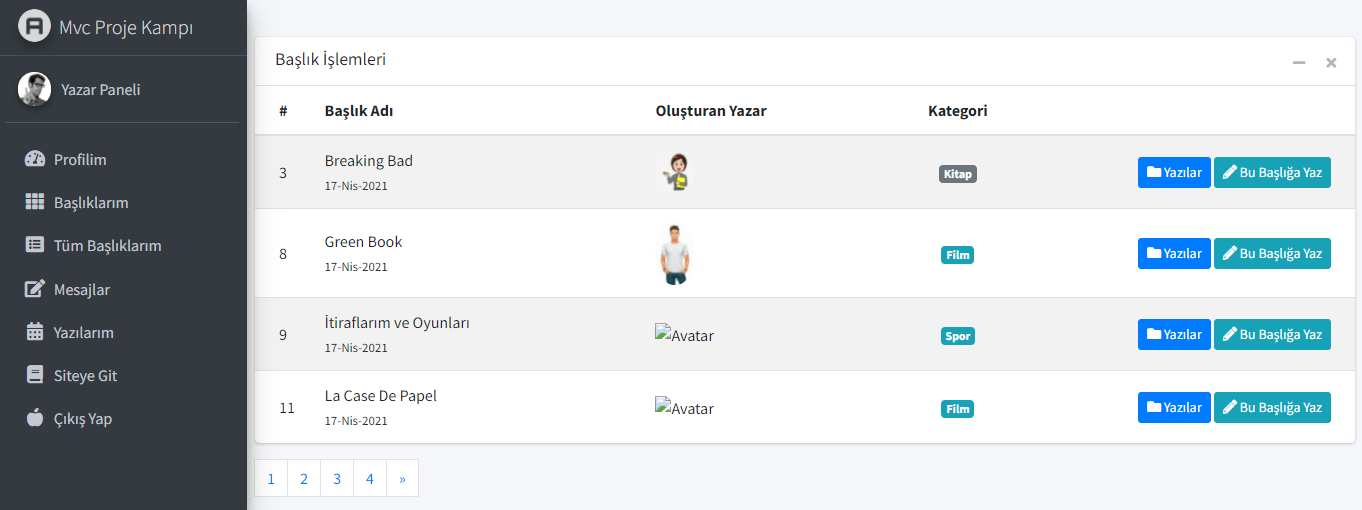 Mvc Proje Kampı
Yazar Paneli
Profilim
Başlıklarım
Tüm Başlıklarım
Mesajlar
Yazılarım
Siteye Git
Çıkış Yap
Başlık İşlemleri
# Başlık Adı Oluşturan Yazar Kategori
3 Breaking Bad Kitap Yazılar Bu Başlığa Yaz
17-Nis-2021
8 Green Book Film Yazılar Bu Başlığa Yaz
17-Nis-2021
9 İtiraflarım ve Oyunları Avatar Spor Yazılar Bu Başlığa Yaz
17-Nis-2021
11 La Case De Papel Avatar Film Yazılar Bu Başlığa Yaz
17-Nis-2021
1 2 3 4 »